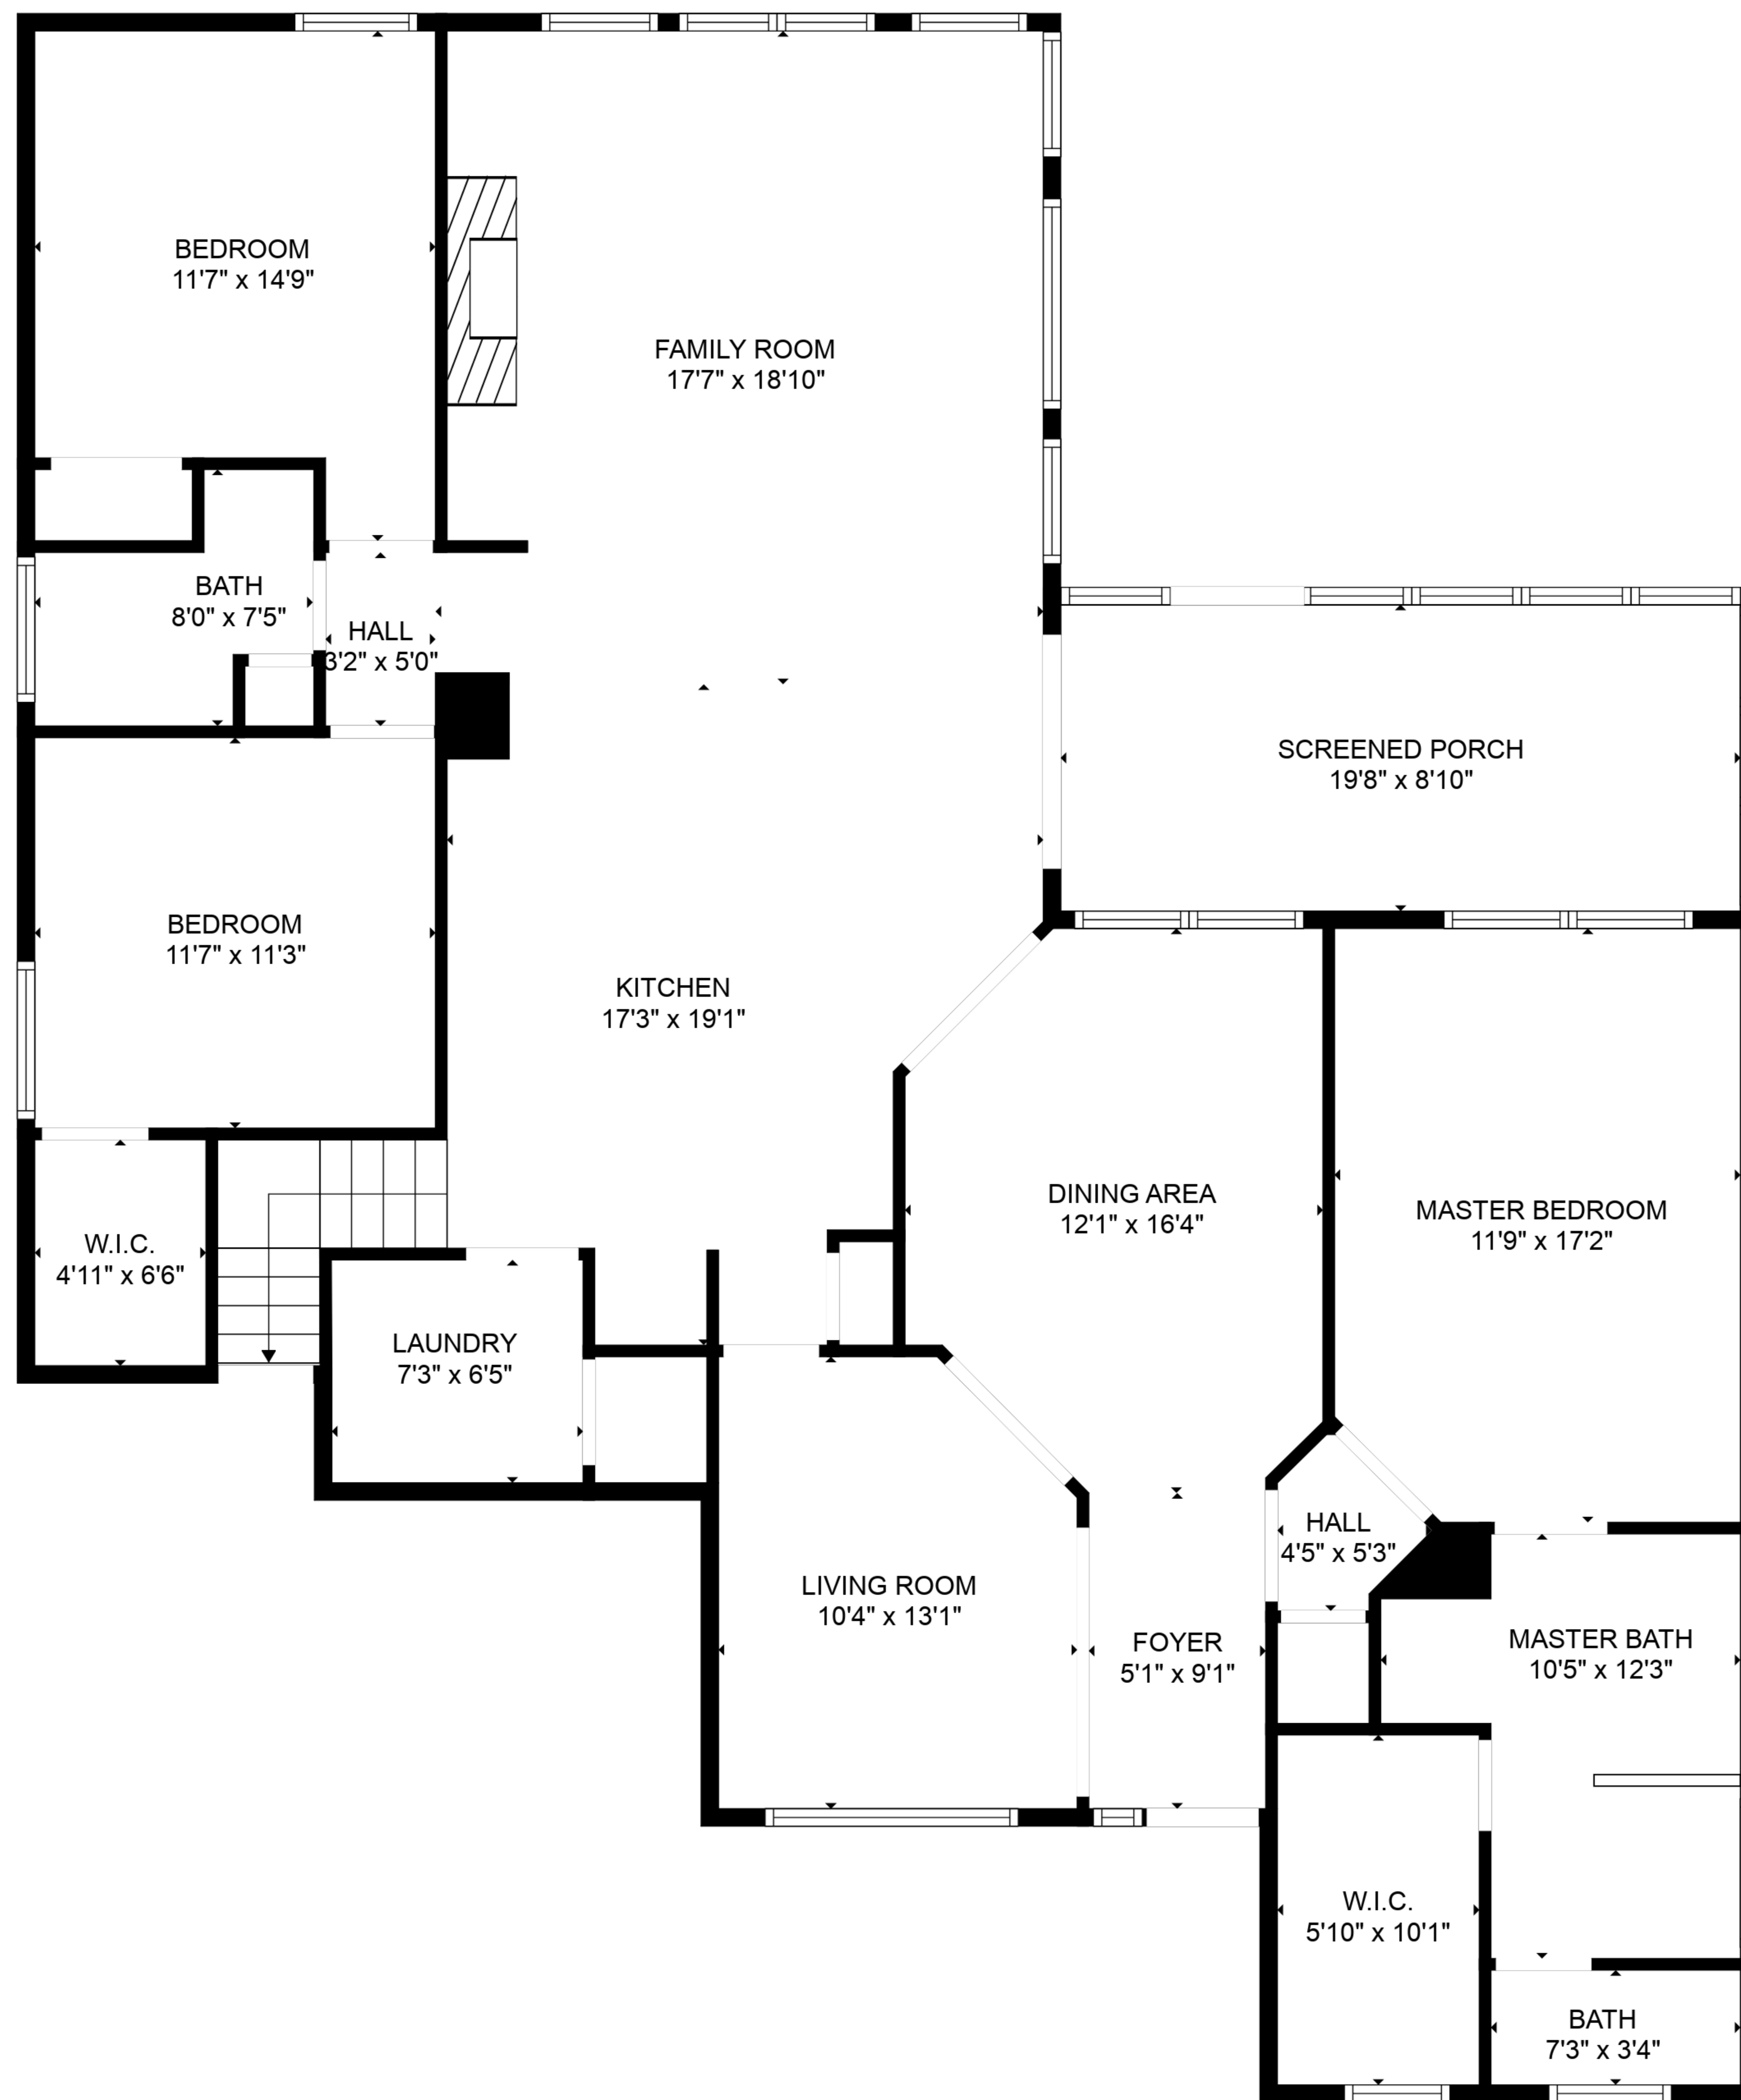 BEDROOM
11'7" x 14'9"
FAMILY ROOM
17'7" x 18'10"
BATH
8'0" x 7'5"
HALL
3'2" x 5'0"
SCREENED PORCH
19'8" x 8'10"
BEDROOM
11'7" x 11'3"
KITCHEN
17'3" x 19'1"
DINING AREA
12'1" x 16'4"
MASTER BEDROOM
11'9" x 17'2"
W.I.C.
4'11" x 6'6"
LAUNDRY
7'3" x 6'5"
HALL
4'5" x 5'3"
LIVING ROOM
10'4" x 13'1"
FOYER
5'1" x 9'1"
MASTER BATH
10'5" x 12'3"
W.I.C.
5'10" x 10'1"
BATH
7'3" x 3'4"